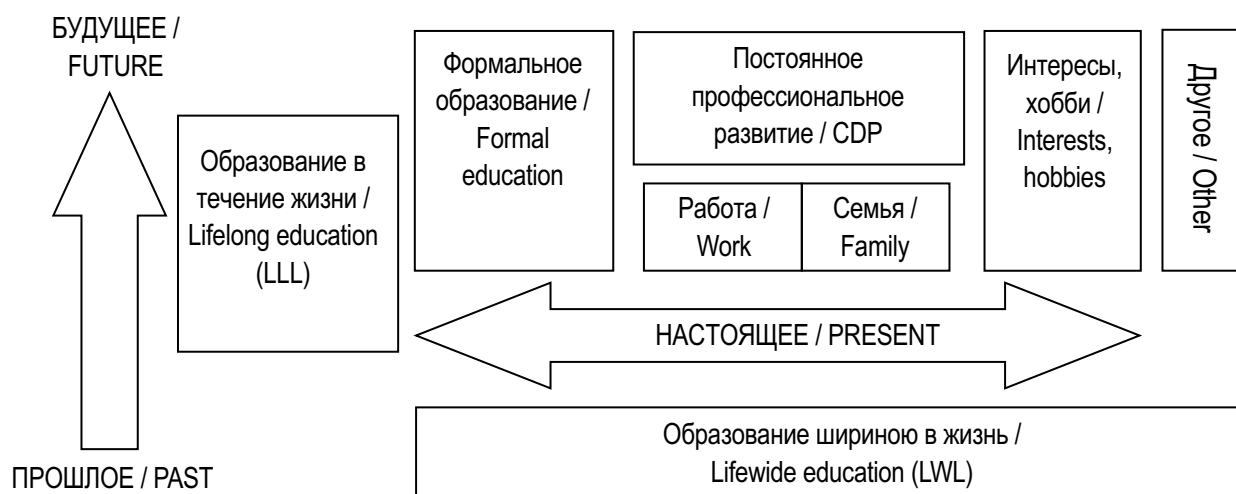 БУДУЩЕЕ /
FUTURE
Образование в
течение жизни /
Lifelong education
(LLL)
ПРОШЛОЕ / PAST
Формальное
образование /
Formal
education
Постоянное
профессиональное
развитие / CDP
Работа /
Work
Семья /
Family
Интересы,
хобби /
Interests,
hobbies
Другое / Other
НАСТОЯЩЕЕ / PRESENT
Образование шириною в жизнь /
Lifewide education (LWL)